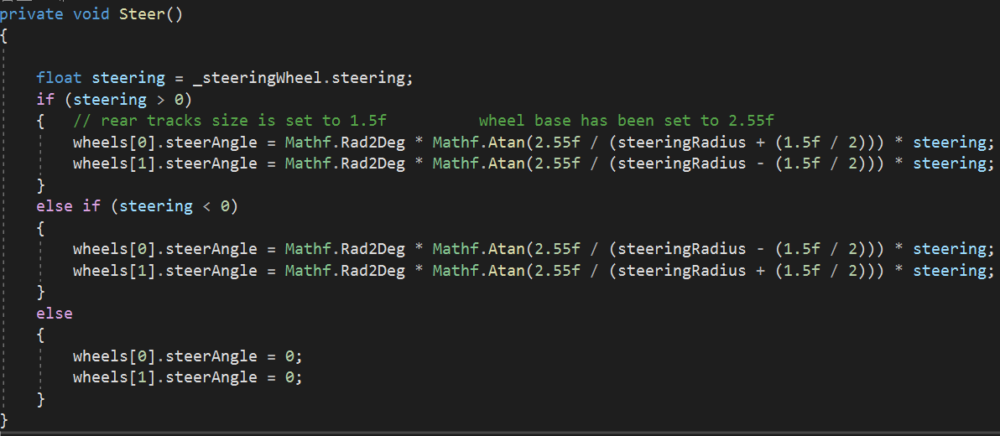 private void Steer()
{
float steering = _steeringWheel.steering;
if (steering > 0)
{ // rear tracks size is set to 1.5f wheel base has been set to 2.55f
wheels[0].steerAngle = Mathf.Rad2Deg * Mathf.Atan(2.55f / (steeringRadius + (1.5f / 2))) * steering;
wheels[1].steerAngle = Mathf.Rad2Deg * Mathf.Atan(2.55f / (steeringRadius - (1.5f / 2))) * steering;
}
else if (steering < 0)
{
wheels[0].steerAngle = Mathf.Rad2Deg * Mathf.Atan(2.55f / (steeringRadius - (1.5f / 2))) * steering;
wheels[1].steerAngle = Mathf.Rad2Deg * Mathf.Atan(2.55f / (steeringRadius + (1.5f / 2))) * steering;
}
else
{
wheels[0].steerAngle = 0;
wheels[1].steerAngle = 0;
}
}